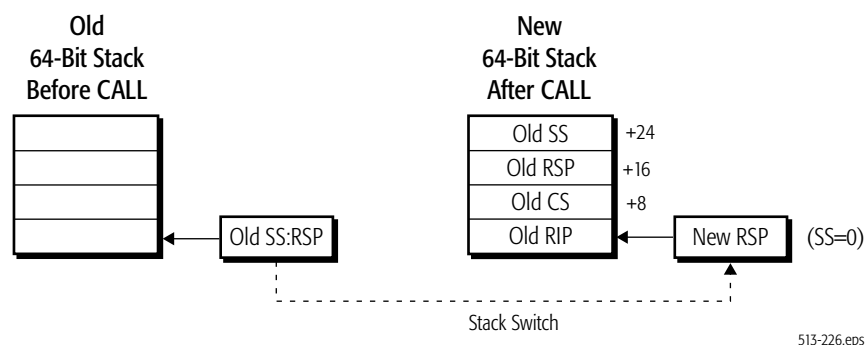 Old
64-Bit Stack
Before CALL
New
64-Bit Stack
After CALL
Old SS
+24
Old RSP
+16
Old CS
+8
Old SS:RSP
Old RIP
New RSP
(SS=0)
Stack Switch
513-226.eps